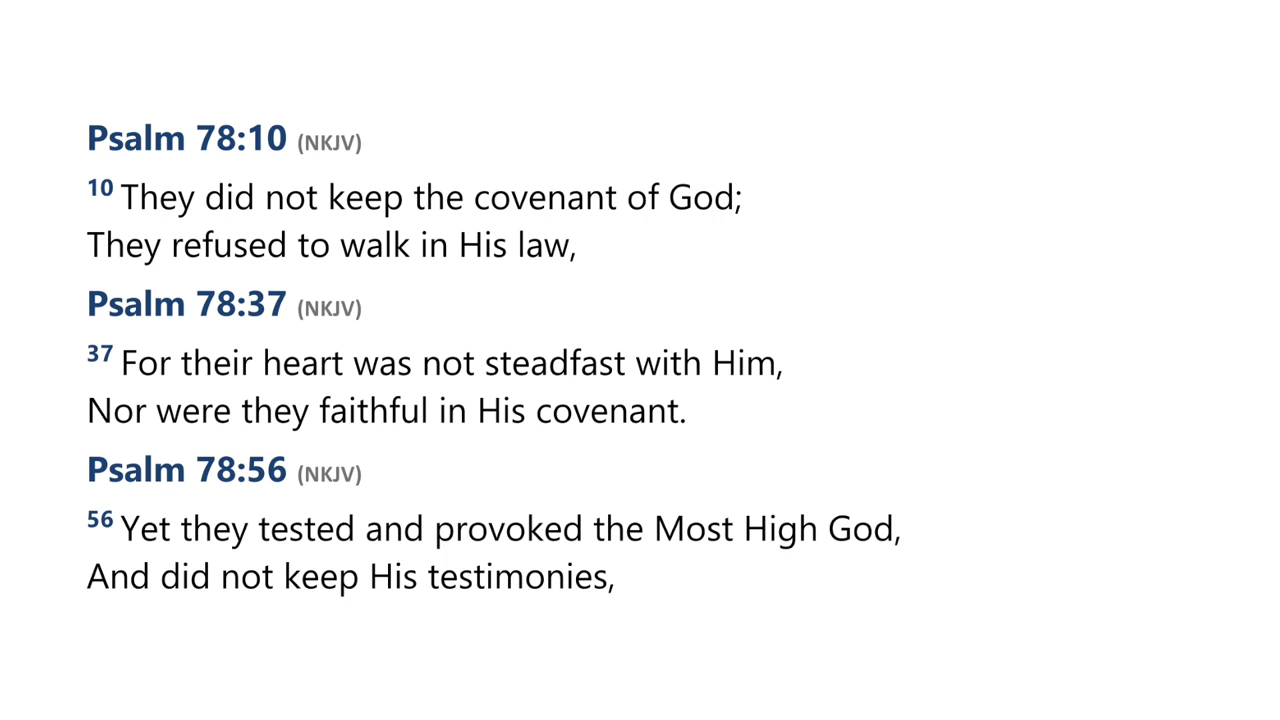 Psalm 78:10 (NKJV)
10 They did not keep the covenant of God;
They refused to walk in His law,
Psalm 78:37 (NKJV)
37 For their heart was not steadfast with Him,
Nor were they faithful in His covenant.
Psalm 78:56 (NKJV)
56 Yet they tested and provoked the Most High God,
And did not keep His testimonies,